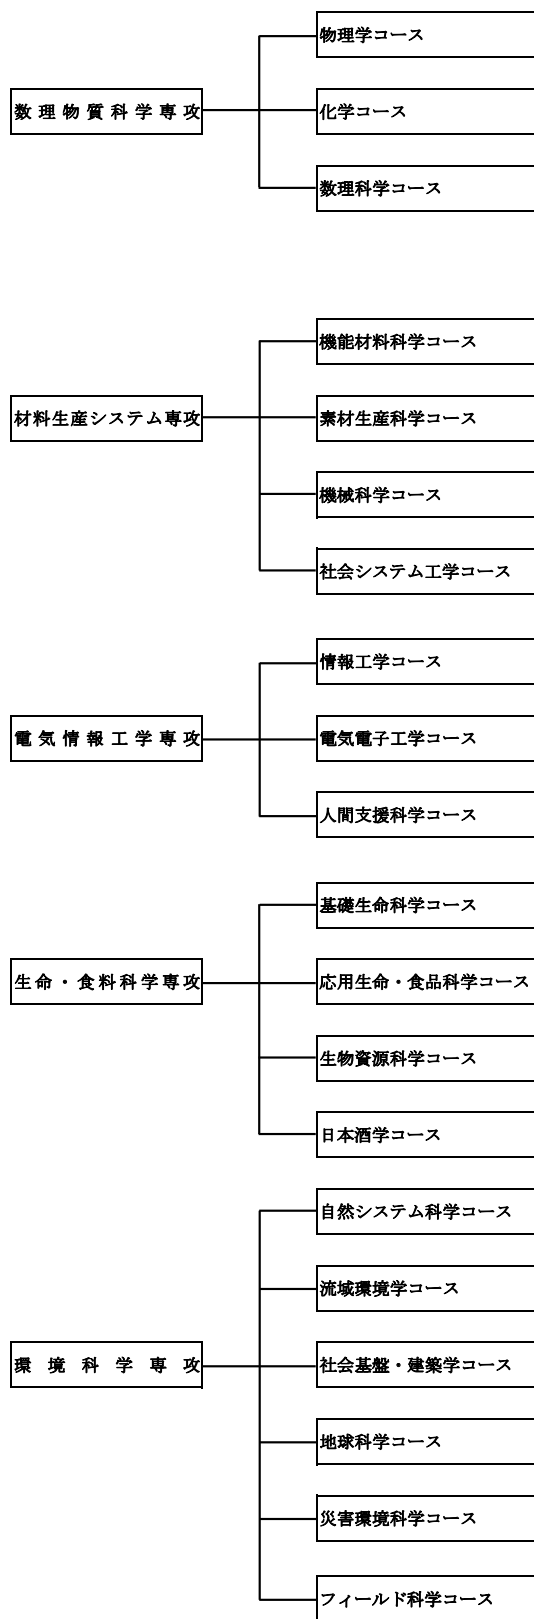 物理学コース
数理物質科学専攻
化学コース
数理科学コース
機能材料科学コース
材料生産システム専攻
素材生産科学コース
機械科学コース
社会システム工学コース
情報工学コース
電気情報工学専攻
電気電子工学コース
人間支援科学コース
基礎生命科学コース
生命・食料科学専攻
応用生命・食品科学コース
生物資源科学コース
日本酒学コース
自然システム科学コース
流域環境学コース
環境科学専攻
社会基盤・建築学コース
地球科学コース
災害環境科学コース
フィールド科学コース